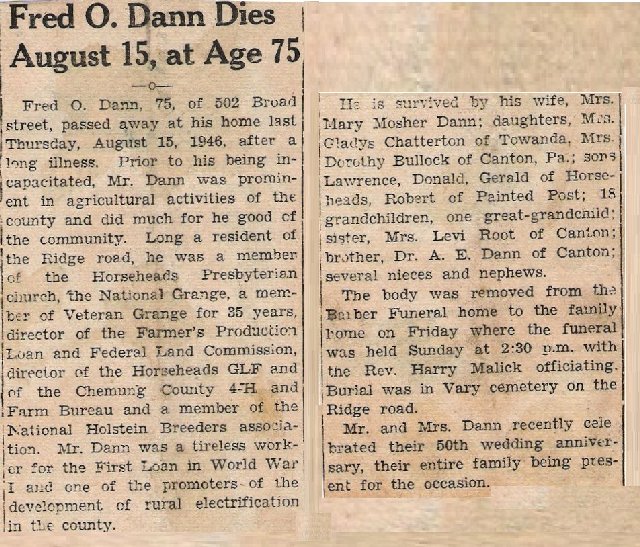 Fred O. Dann Dies
August 15, at Age 75
—o—
Fred O. Dann, 75, of 502 Broad
street, passed away at his home last
Thursday, August 15, 1946, after a
long illness. Prior to his being in-
capacitated, Mr. Dann was promin-
ent in agricultural activities of the
county and did much for he good of
the community. Long a resident of
the Ridge road, he was a member
of the Horseheads Presbyterian
church, the National Grange, a mem-
ber of Veteran Grange for 35 years,
director of the Farmer's Production
Loan and Federal Land Commission,
director of the Horseheads GLF and
of the Chemung County 4-H and
Farm Bureau and a member of the
National Holstein Breeders associa-
tion. Mr. Dann was a tireless work-
er for the First Loan in World War
I and one of the promoters of the
development of rural electrification
in the county.
He is survived by his wife, Mrs.
Mary Mosher Dann; daughters, Mrs.
Gladys Chatterton of Towanda, Mrs.
Dorothy Bullock of Canton, Pa.; sons
Lawrence, Donald, Gerald of Horse-
heads, Robert of Painted Post; 18
grandchildren, one great-grandchild;
sister, Mrs. Levi Root of Canton;
brother, Dr. A. E. Dann of Canton;
several nieces and nephews.
The body was removed from the
Barber Funeral home to the family
home on Friday where the funeral
was held Sunday at 2:30 p.m. with
the Rev. Harry Malick officiating.
Burial was in Vary cemetery on the
Ridge road.
Mr. and Mrs. Dann recently cele
brated their 50th wedding anniver-
sary, their entire family being pres-
ent for the occasion.